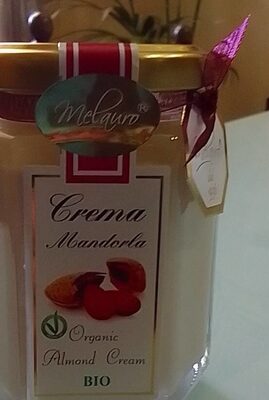 Melauro®
Crema
Mandorla
Organic
Almond Cream
BIO